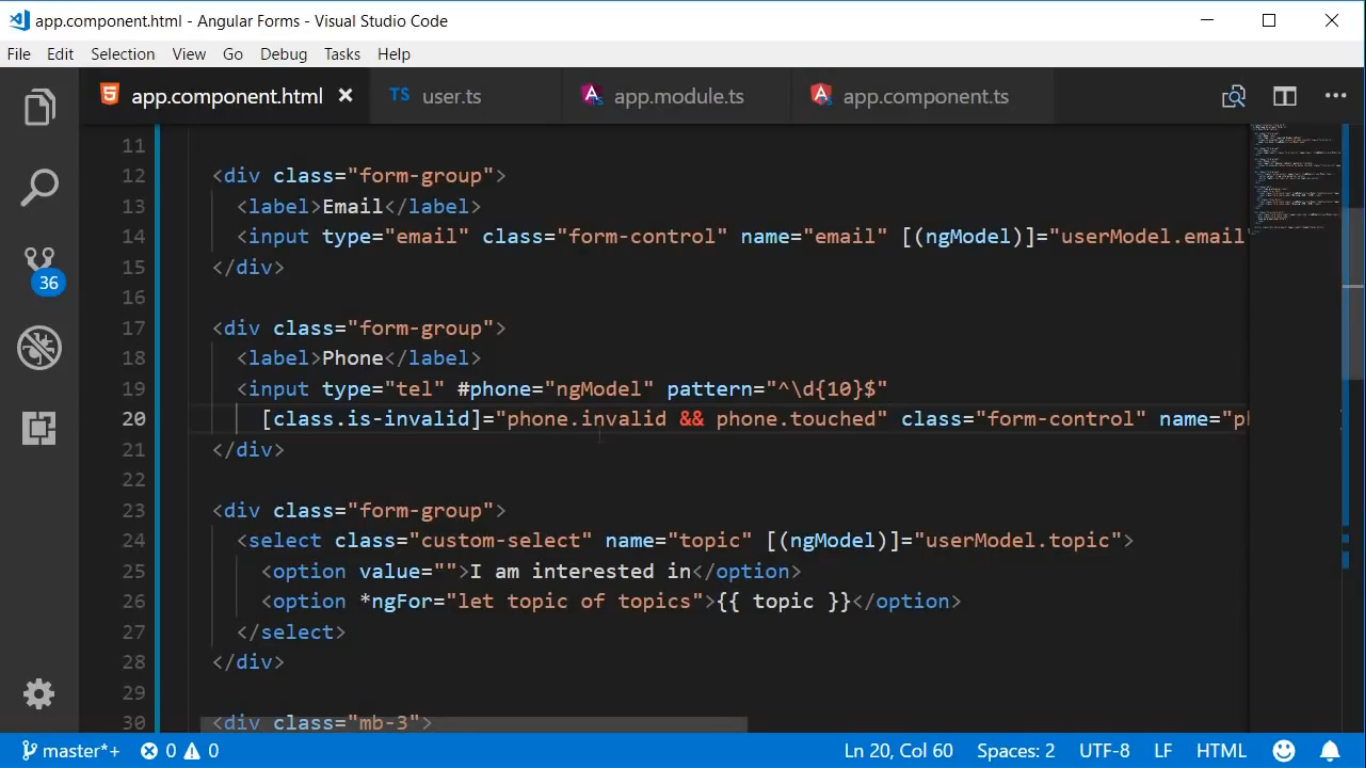 app.component.html - Angular Forms - Visual Studio Code
File Edit Selection View Go Debug Tasks Help
app.component.html TS user.ts app.module.ts app.component.ts
11
12 <div class="form-group">
13 <label>Email</label>
14 <input type="email" class="form-control" name="email" [(ngModel)]="userModel.email"
15 </div>
16
17 <div class="form-group">
18 <label>Phone</label>
19 <input type="tel" #phone="ngModel" pattern="^\d{10}$"
20 [class.is-invalid]="phone.invalid && phone.touched" class="form-control" name="ph
21 </div>
22
23 <div class="form-group">
24 <select class="custom-select" name="topic" [(ngModel)]="userModel.topic">
25 <option value="">I am interested in</option>
26 <option *ngFor="let topic of topics">{{ topic }}</option>
27 </select>
28 </div>
29
30 <div class="mb-3">
36
master*+ 0 0 Ln 20, Col 60 Spaces: 2 UTF-8 LF HTML